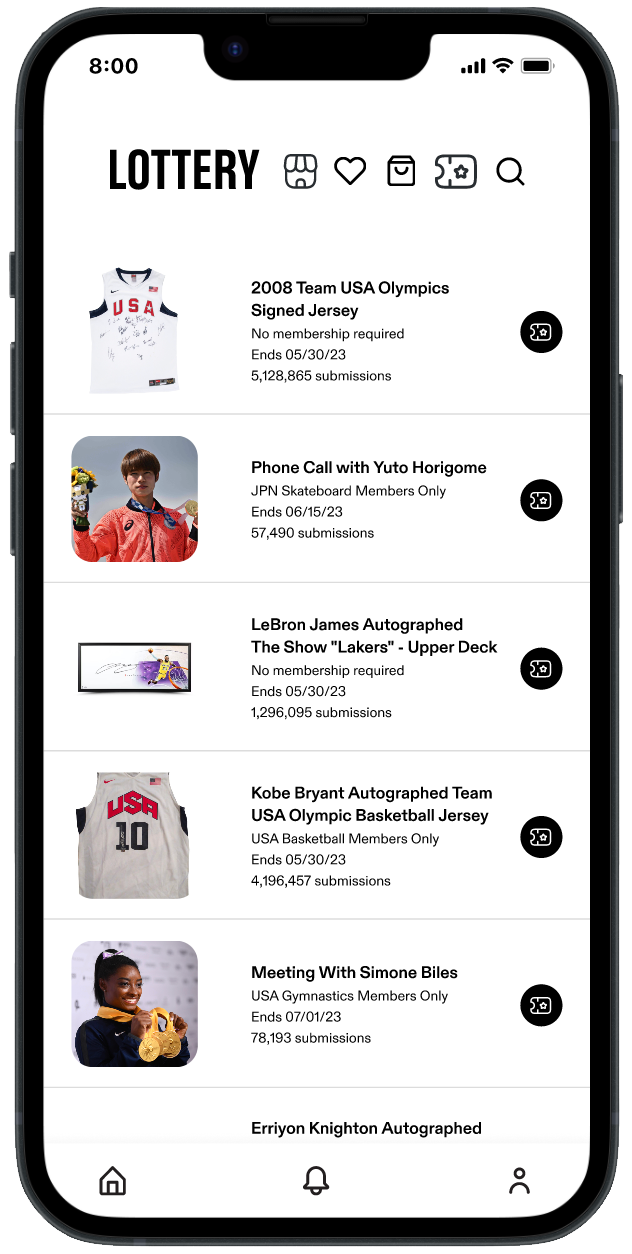 8:00
LOTTERY
USA
2008 Team USA Olympics
Signed Jersey
No membership required
Ends 05/30/23
5,128,865 submissions
Phone Call with Yuto Horigome
JPN Skateboard Members Only
Ends 06/15/23
57,490 submissions
LeBron James Autographed
The Show "Lakers" - Upper Deck
No membership required
Ends 05/30/23
1,296,095 submissions
USA
10
Kobe Bryant Autographed Team
USA Olympic Basketball Jersey
USA Basketball Members Only
Ends 05/30/23
4,196,457 submissions
Meeting With Simone Biles
USA Gymnastics Members Only
Ends 07/01/23
78,193 submissions
Erriyon Knighton Autographed